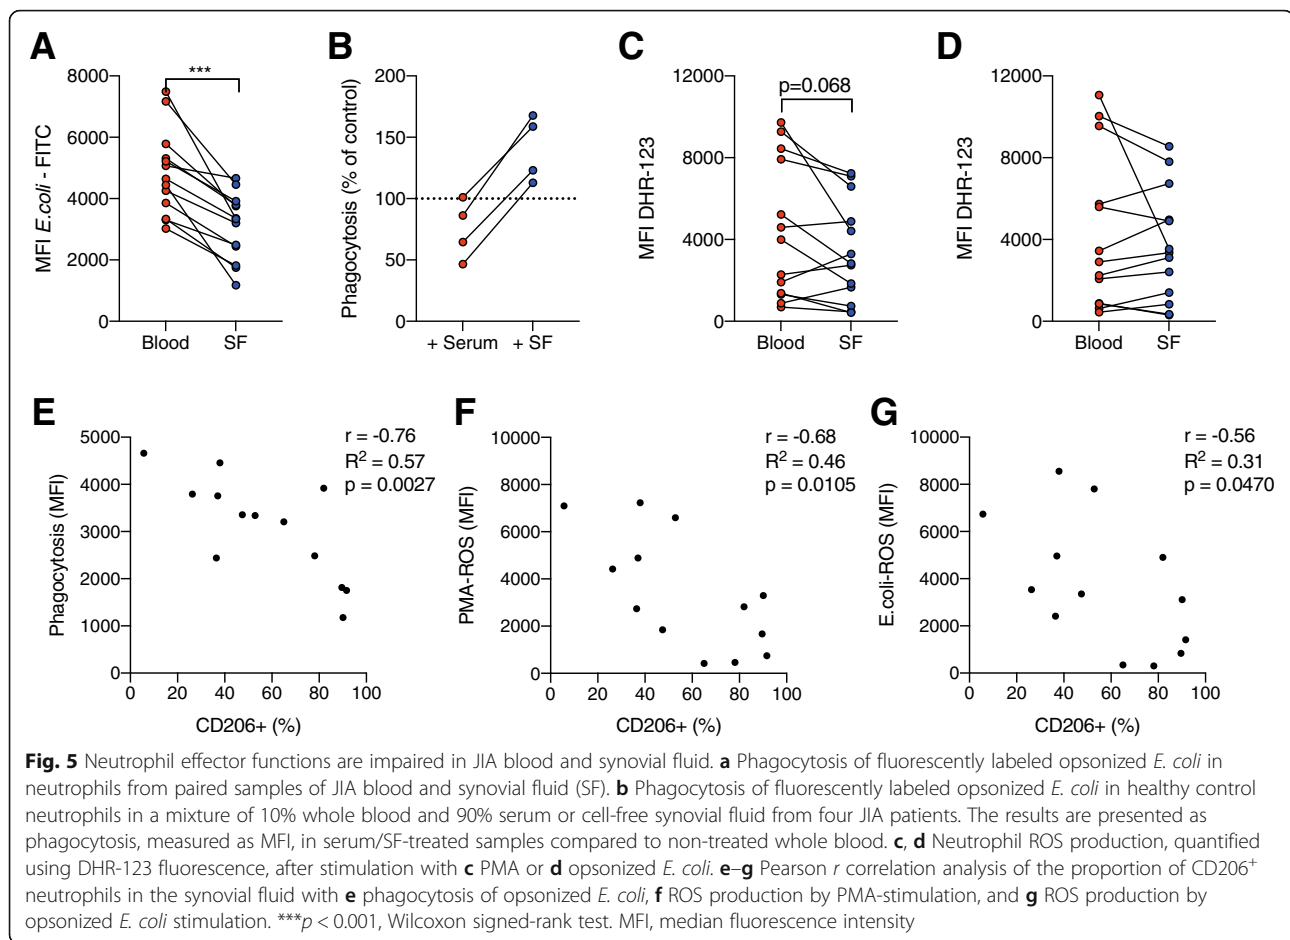 A
B
C
D
8000
6000
4000
2000
0
MFI E.coli - FITC
***
Blood
SF
200
150
100
50
0
Phagocytosis (% of control)
+ Serum
+ SF
12000
8000
4000
0
MFI DHR-123
p=0.068
Blood
SF
12000
8000
4000
0
MFI DHR-123
Blood
SF
E
5000
4000
3000
2000
1000
0
Phagocytosis (MFI)
r = -0.76
R² = 0.57
p = 0.0027
0 20 40 60 80 100
CD206+ (%)
F
10000
8000
6000
4000
2000
0
PMA-ROS (MFI)
r = -0.68
R² = 0.46
p = 0.0105
0 20 40 60 80 100
CD206+ (%)
G
10000
8000
6000
4000
2000
0
E.coli-ROS (MFI)
r = -0.56
R² = 0.31
p = 0.0470
0 20 40 60 80 100
CD206+ (%)
Fig. 5 Neutrophil effector functions are impaired in JIA blood and synovial fluid. a Phagocytosis of fluorescently labeled opsonized E. coli in
neutrophils from paired samples of JIA blood and synovial fluid (SF). b Phagocytosis of fluorescently labeled opsonized E. coli in healthy control
neutrophils in a mixture of 10% whole blood and 90% serum or cell-free synovial fluid from four JIA patients. The results are presented as
phagocytosis, measured as MFI, in serum/SF-treated samples compared to non-treated whole blood. c, d Neutrophil ROS production, quantified
using DHR-123 fluorescence, after stimulation with c PMA or d opsonized E. coli. e–g Pearson r correlation analysis of the proportion of CD206⁺
neutrophils in the synovial fluid with e phagocytosis of opsonized E. coli, f ROS production by PMA-stimulation, and g ROS production by
opsonized E. coli stimulation. ***p < 0.001, Wilcoxon signed-rank test. MFI, median fluorescence intensity